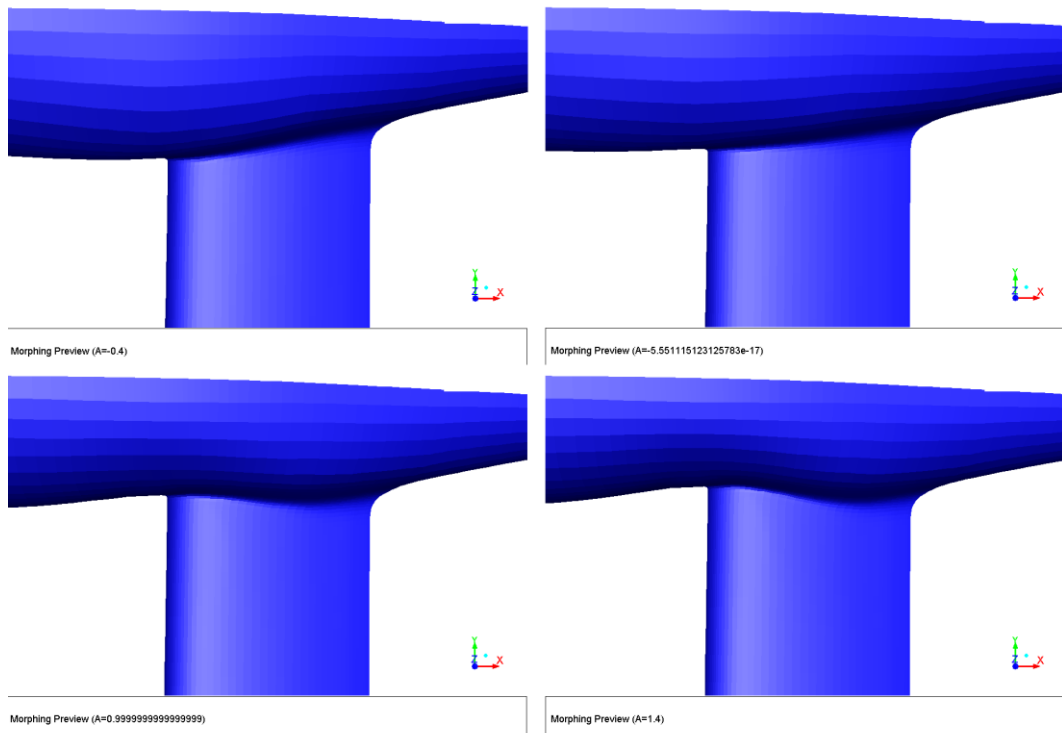 Y
Z X
Morphing Preview (A=-0.4)
Y
Z X
Morphing Preview (A=-5.551115123125783e-17)
Y
Z X
Morphing Preview (A=0.9999999999999999)
Y
Z X
Morphing Preview (A=1.4)